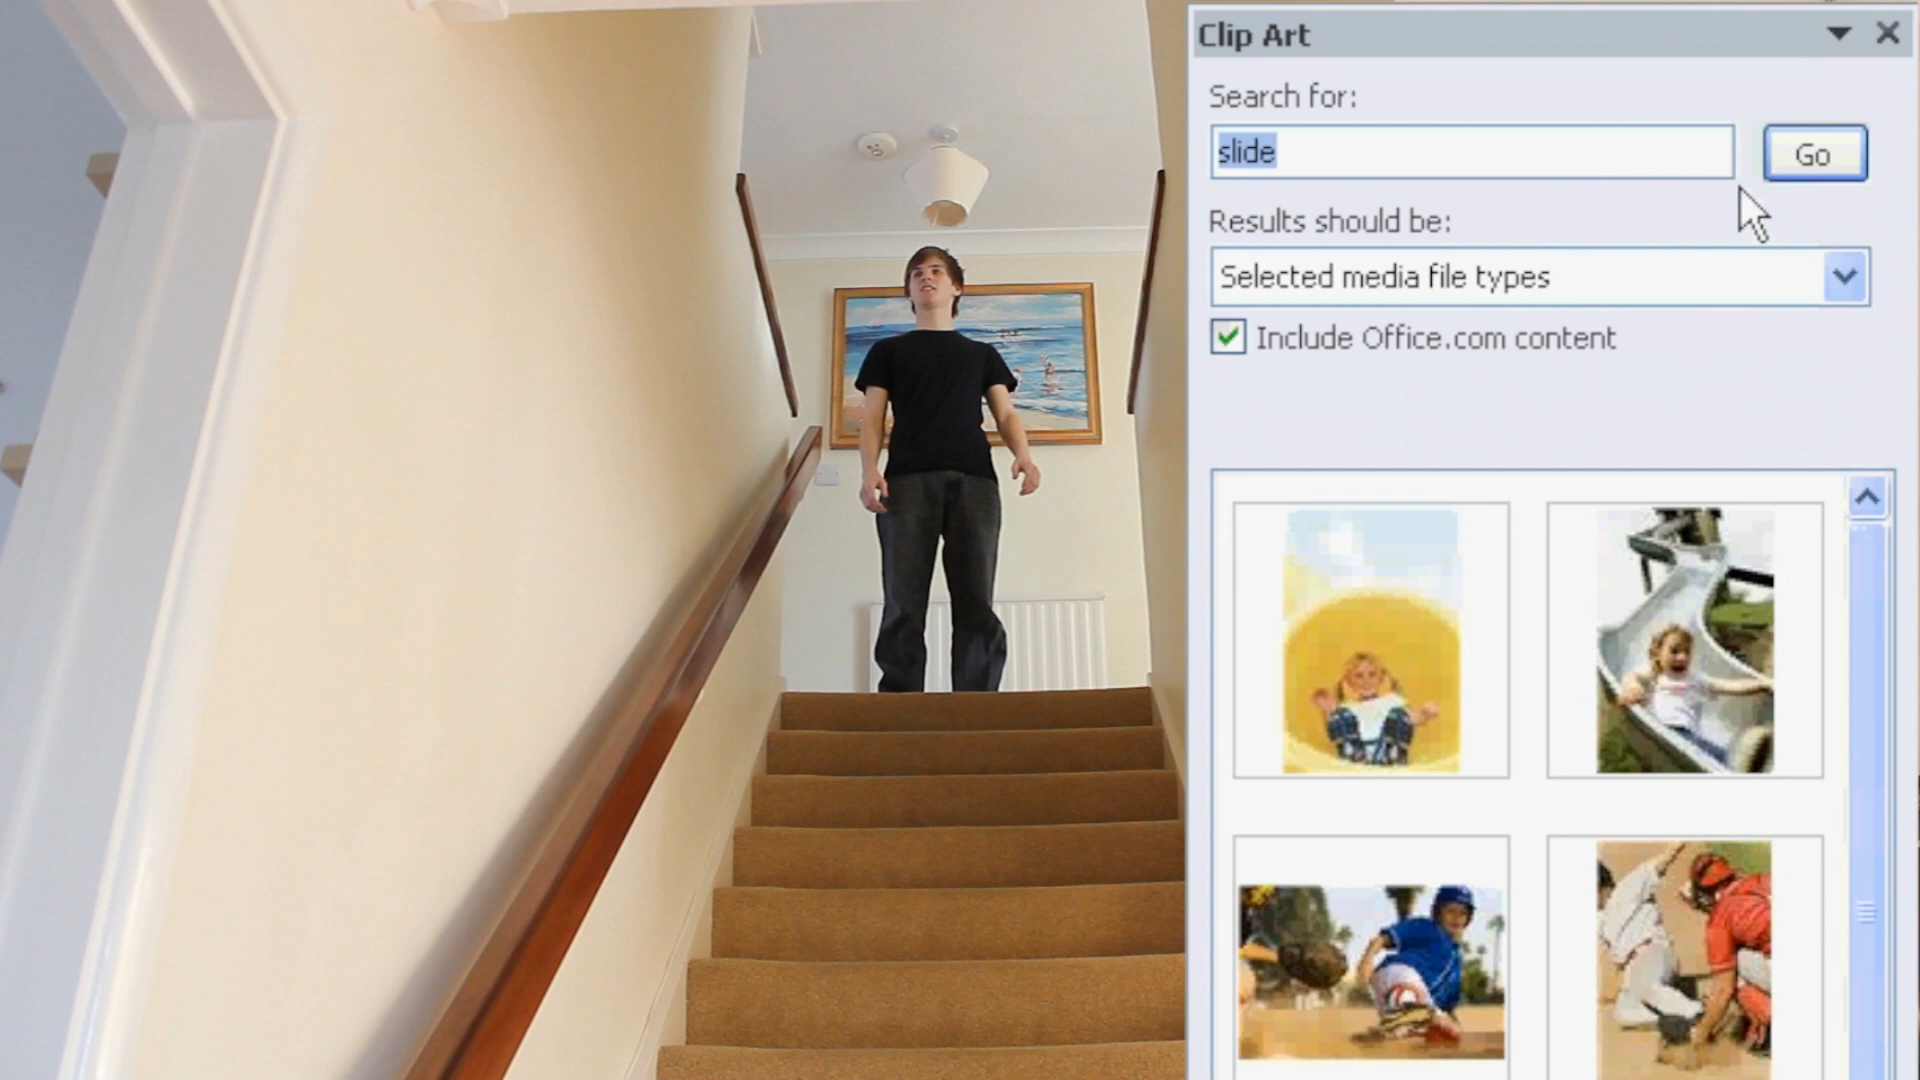 Clip Art
Search for:
slide
Go
Results should be:
Selected media file types
Include Office.com content